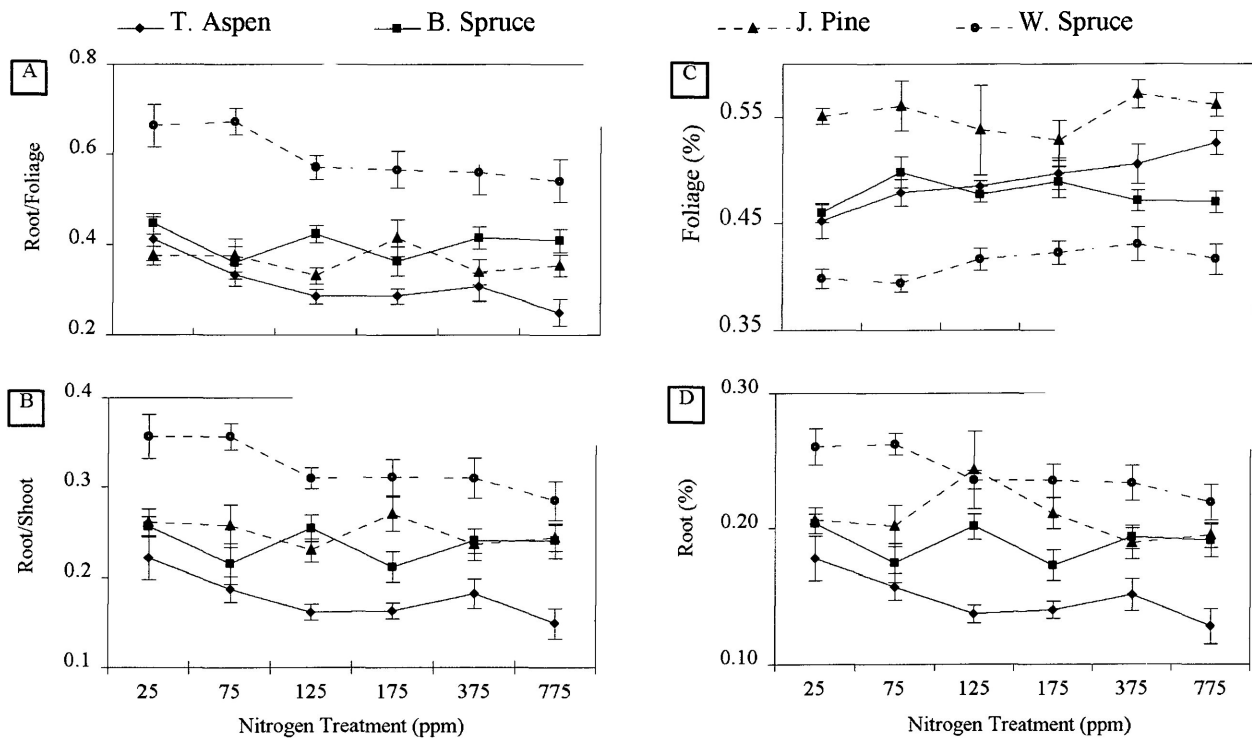 T. Aspen B. Spruce J. Pine W. Spruce
A
Root/Foliage
0.8
0.6
0.4
0.2
C
Foliage (%)
0.55
0.45
0.35
B
Root/Shoot
0.4
0.3
0.2
0.1
25 75 125 175 375 775
Nitrogen Treatment (ppm)
D
Root (%)
0.30
0.20
0.10
25 75 125 175 375 775
Nitrogen Treatment (ppm)